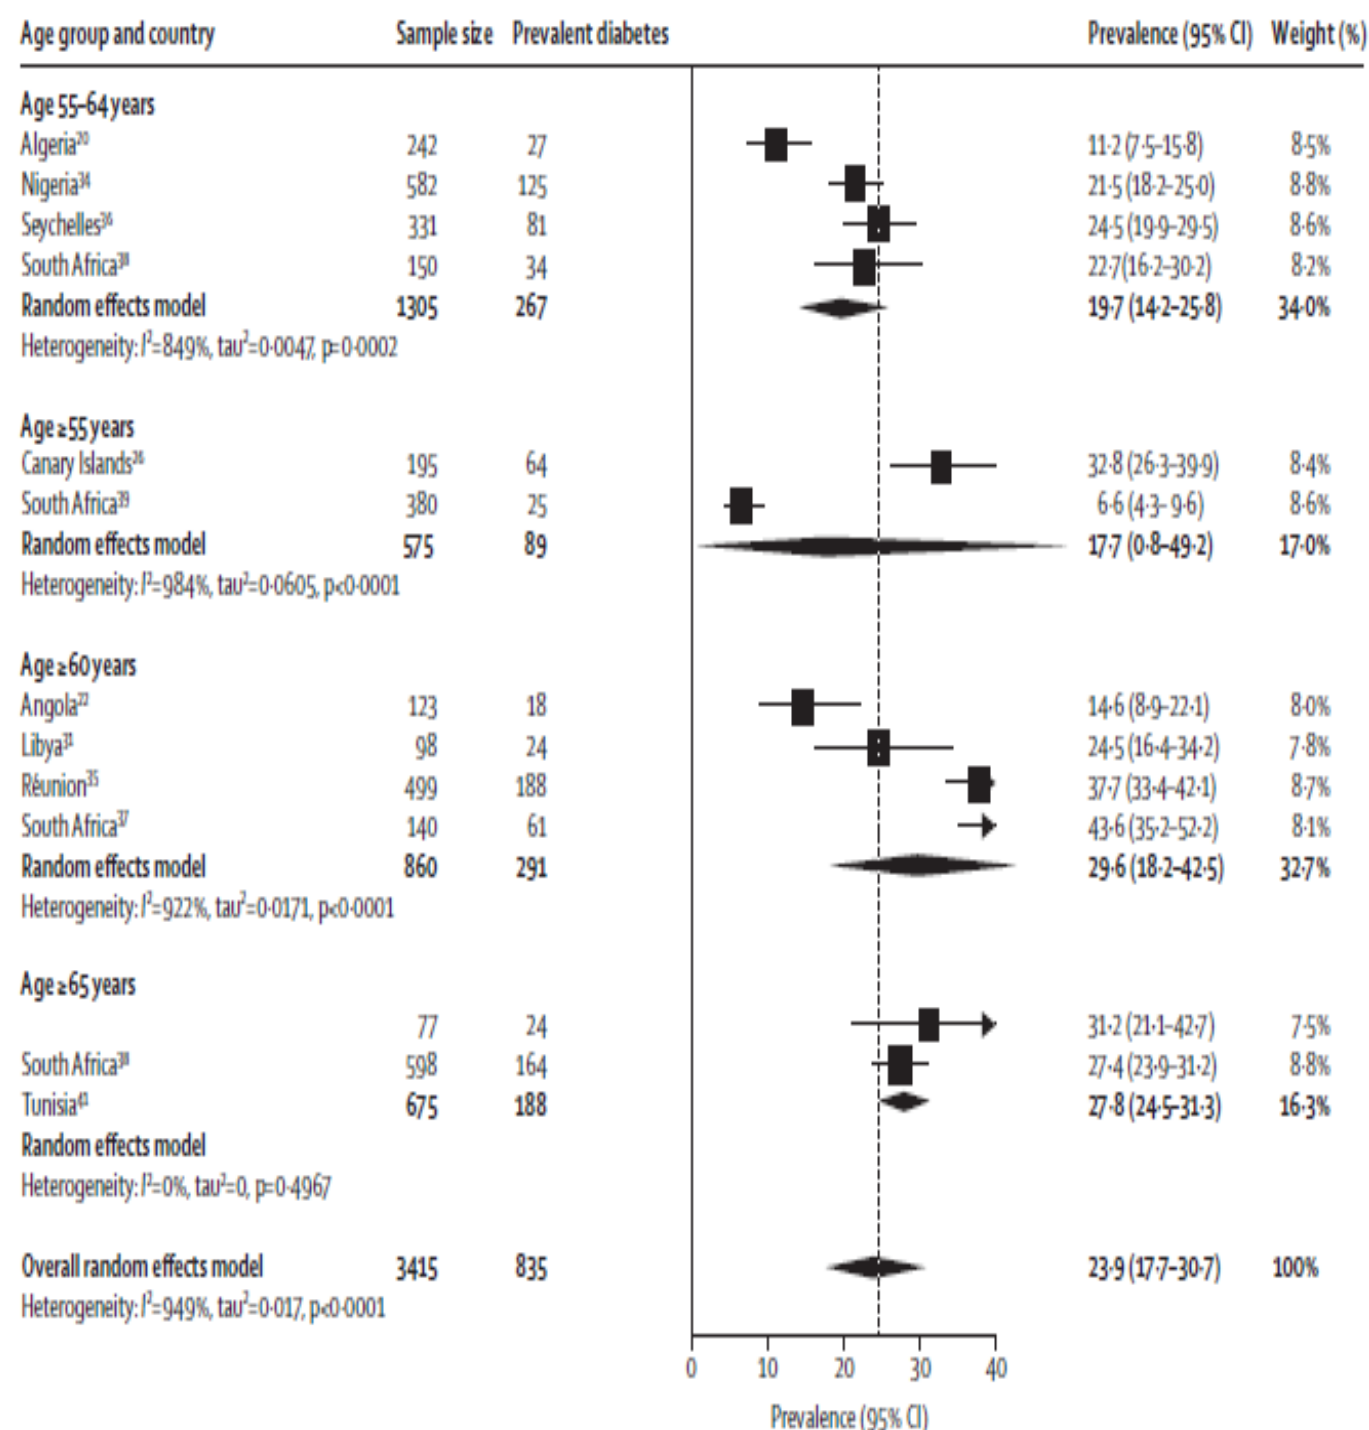 Age group and country Sample size Prevalent diabetes Prevalence (95% CI) Weight (%)
Age 55–64 years
Algeria²⁰ 242 27 11·2 (7·5–15·8) 8·5%
Nigeria³⁴ 582 125 21·5 (18·2–25·0) 8·8%
Seychelles³⁶ 331 81 24·5 (19·9–29·5) 8·6%
South Africa³⁸ 150 34 22·7(16·2–30·2) 8·2%
Random effects model 1305 267 19·7 (14·2–25·8) 34·0%
Heterogeneity: I²=849%, tau²=0·0047, p=0·0002
Age ≥55 years
Canary Islands²⁶ 195 64 32·8 (26·3–39·9) 8·4%
South Africa³⁹ 380 25 6·6 (4·3– 9·6) 8·6%
Random effects model 575 89 17·7 (0·8–49·2) 17·0%
Heterogeneity: I²=984%, tau²=0·0605, p<0·0001
Age ≥60 years
Angola²² 123 18 14·6 (8·9–22·1) 8·0%
Libya³¹ 98 24 24·5 (16·4–34·2) 7·8%
Réunion³⁵ 499 188 37·7 (33·4–42·1) 8·7%
South Africa³⁷ 140 61 43·6 (35·2–52·2) 8·1%
Random effects model 860 291 29·6 (18·2–42·5) 32·7%
Heterogeneity: I²=922%, tau²=0·0171, p<0·0001
Age ≥65 years
77 24 31·2 (21·1–42·7) 7·5%
South Africa³⁸ 598 164 27·4 (23·9–31·2) 8·8%
Tunisia⁴¹ 675 188 27·8 (24·5–31·3) 16·3%
Random effects model
Heterogeneity: I²=0%, tau²=0, p=0·4967
Overall random effects model 3415 835 23·9 (17·7–30·7) 100%
Heterogeneity: I²=949%, tau²=0·017, p<0·0001
0 10 20 30 40
Prevalence (95% CI)